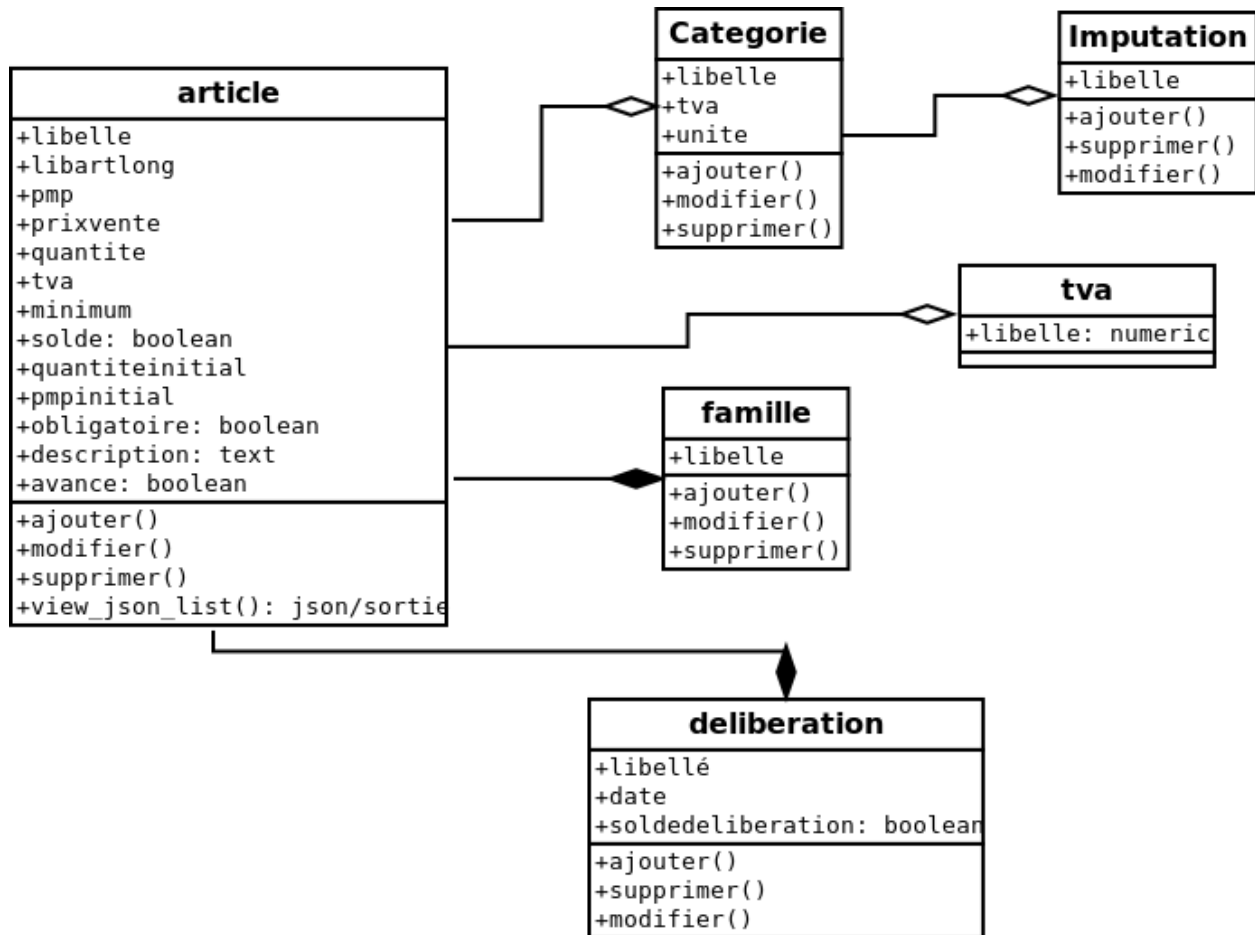 article
+libelle
+libartlong
+pmp
+prixvente
+quantite
+tva
+minimum
+solde: boolean
+quantiteinitial
+pmpinitial
+obligatoire: boolean
+description: text
+avance: boolean
+ajouter()
+modifier()
+supprimer()
+view_json_list(): json/sortie
Categorie
+libelle
+tva
+unite
+ajouter()
+modifier()
+supprimer()
Imputation
+libelle
+ajouter()
+supprimer()
+modifier()
tva
+libelle: numeric
famille
+libelle
+ajouter()
+modifier()
+supprimer()
deliberation
+libellé
+date
+soldedeliberation: boolean
+ajouter()
+supprimer()
+modifier()